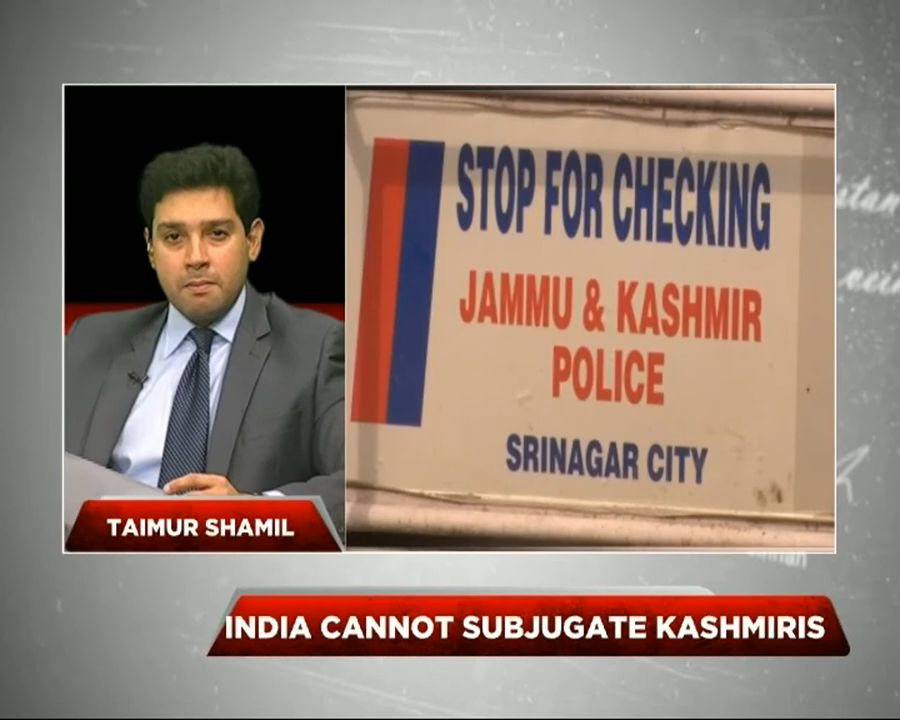 STOP FOR CHECKING
JAMMU & KASHMIR
POLICE
SRINAGAR CITY
TAIMUR SHAMIL
INDIA CANNOT SUBJUGATE KASHMIRIS